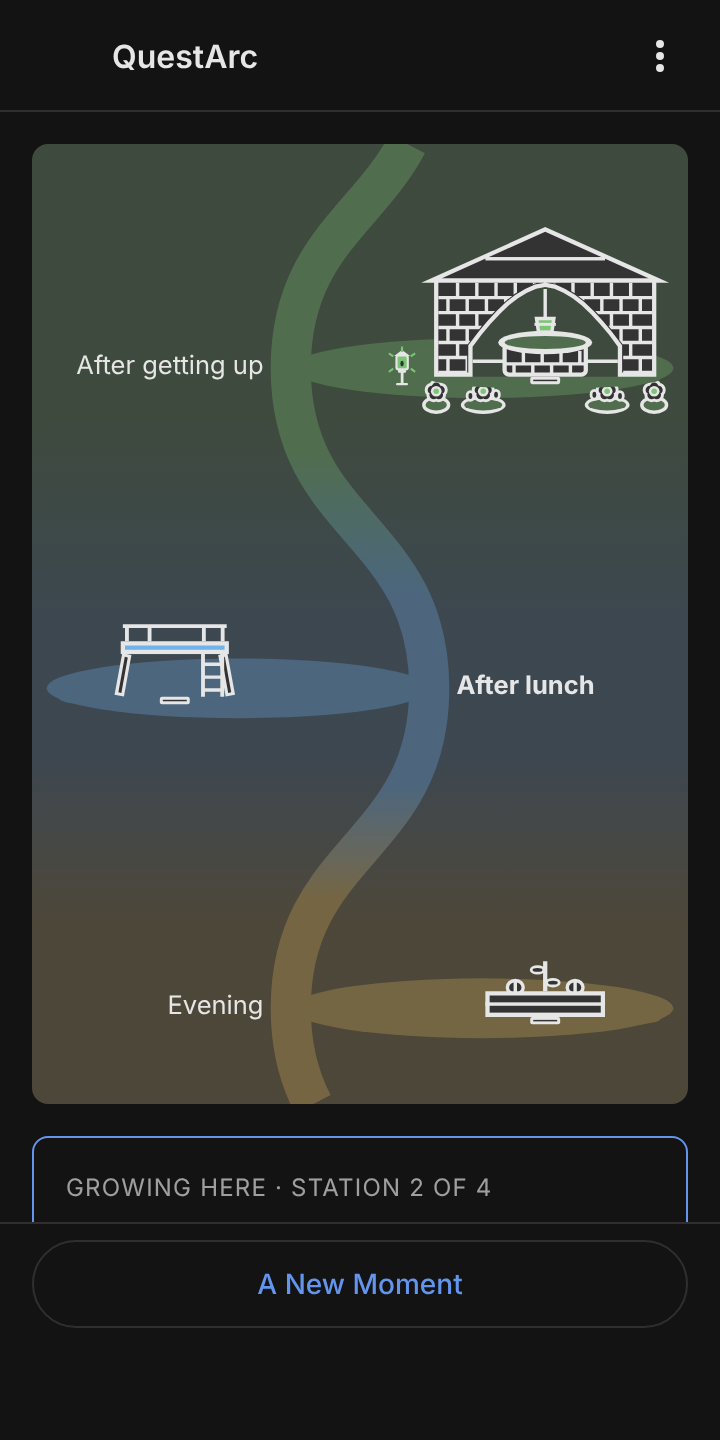 QuestArc
After getting up
After lunch
Evening
GROWING HERE · STATION 2 OF 4
A New Moment